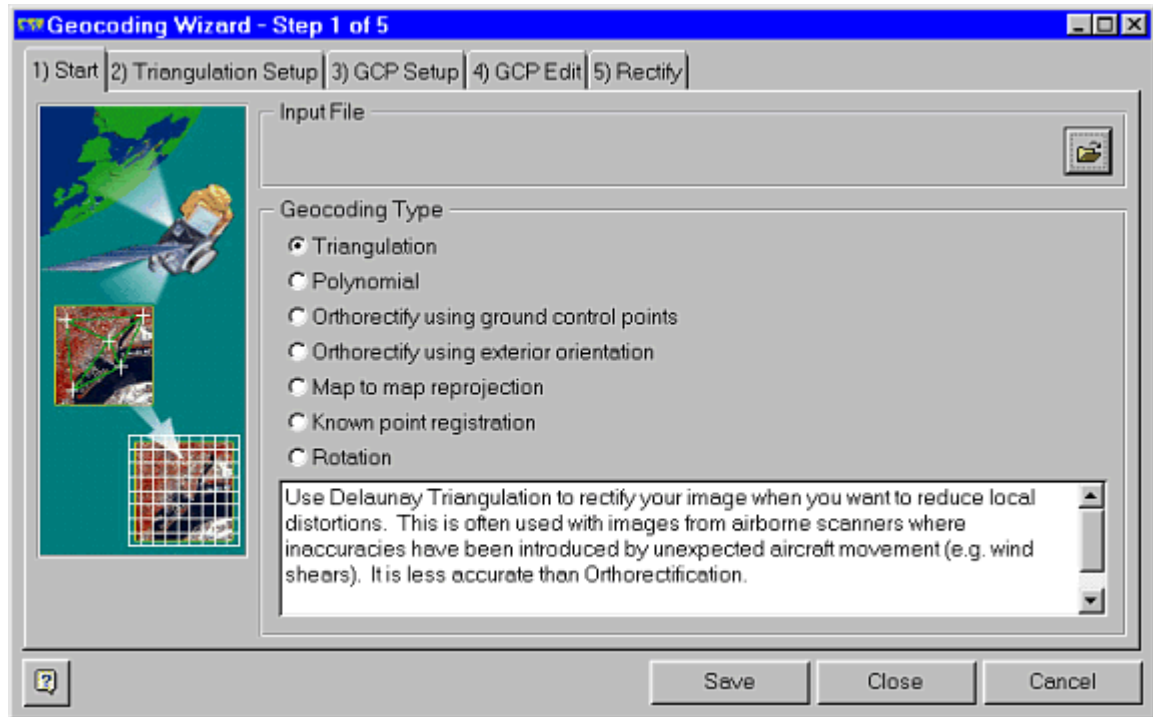 Geocoding Wizard - Step 1 of 5
1) Start 2) Triangulation Setup 3) GCP Setup 4) GCP Edit 5) Rectify
Input File
Geocoding Type
Triangulation
Polynomial
Orthorectify using ground control points
Orthorectify using exterior orientation
Map to map reprojection
Known point registration
Rotation
Use Delaunay Triangulation to rectify your image when you want to reduce local
distortions. This is often used with images from airborne scanners where
inaccuracies have been introduced by unexpected aircraft movement (e.g. wind
shears). It is less accurate than Orthorectification.
Save Close Cancel